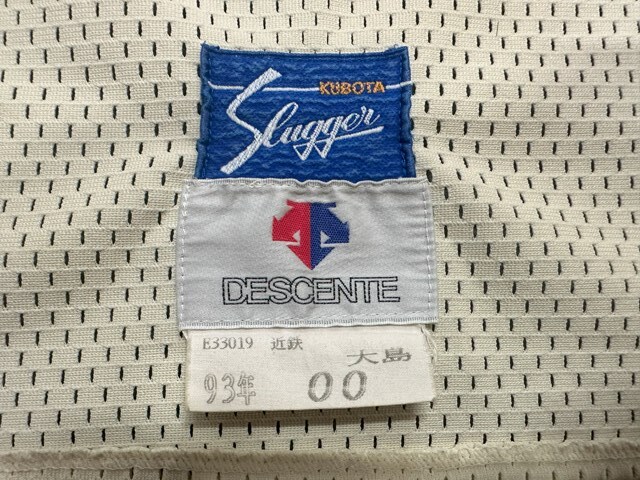 KUBOTA
Slugger
DESCENTE
E33019 近鉄 大島
93年 00